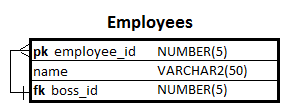 Employees
pk employee_id NUMBER(5)
name VARCHAR2(50)
fk boss_id NUMBER(5)